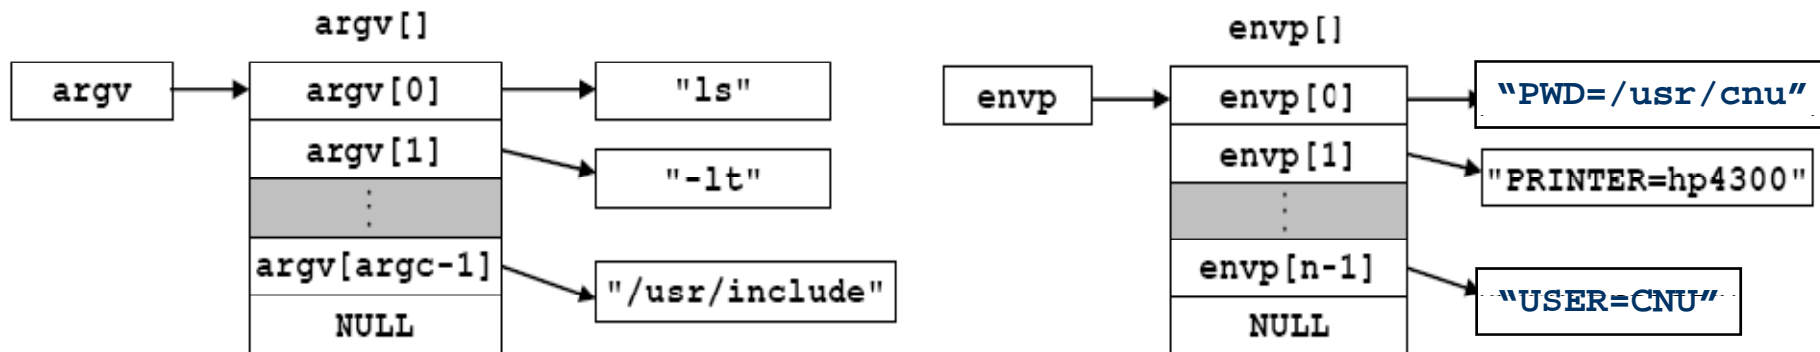 argv[]
argv
argv[0]
"ls"
argv[1]
"-lt"
⋮
argv[argc-1]
"/usr/include"
NULL
envp[]
envp
envp[0]
“PWD=/usr/cnu”
envp[1]
"PRINTER=hp4300"
⋮
envp[n-1]
“USER=CNU”
NULL